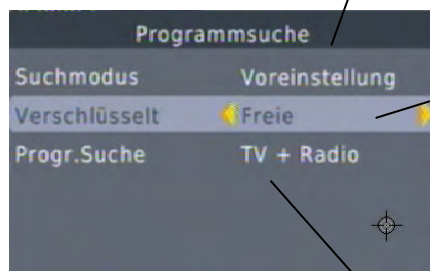 Programmsuche
Suchmodus Voreinstellung
Verschlüsselt Freie
Progr.Suche TV + Radio